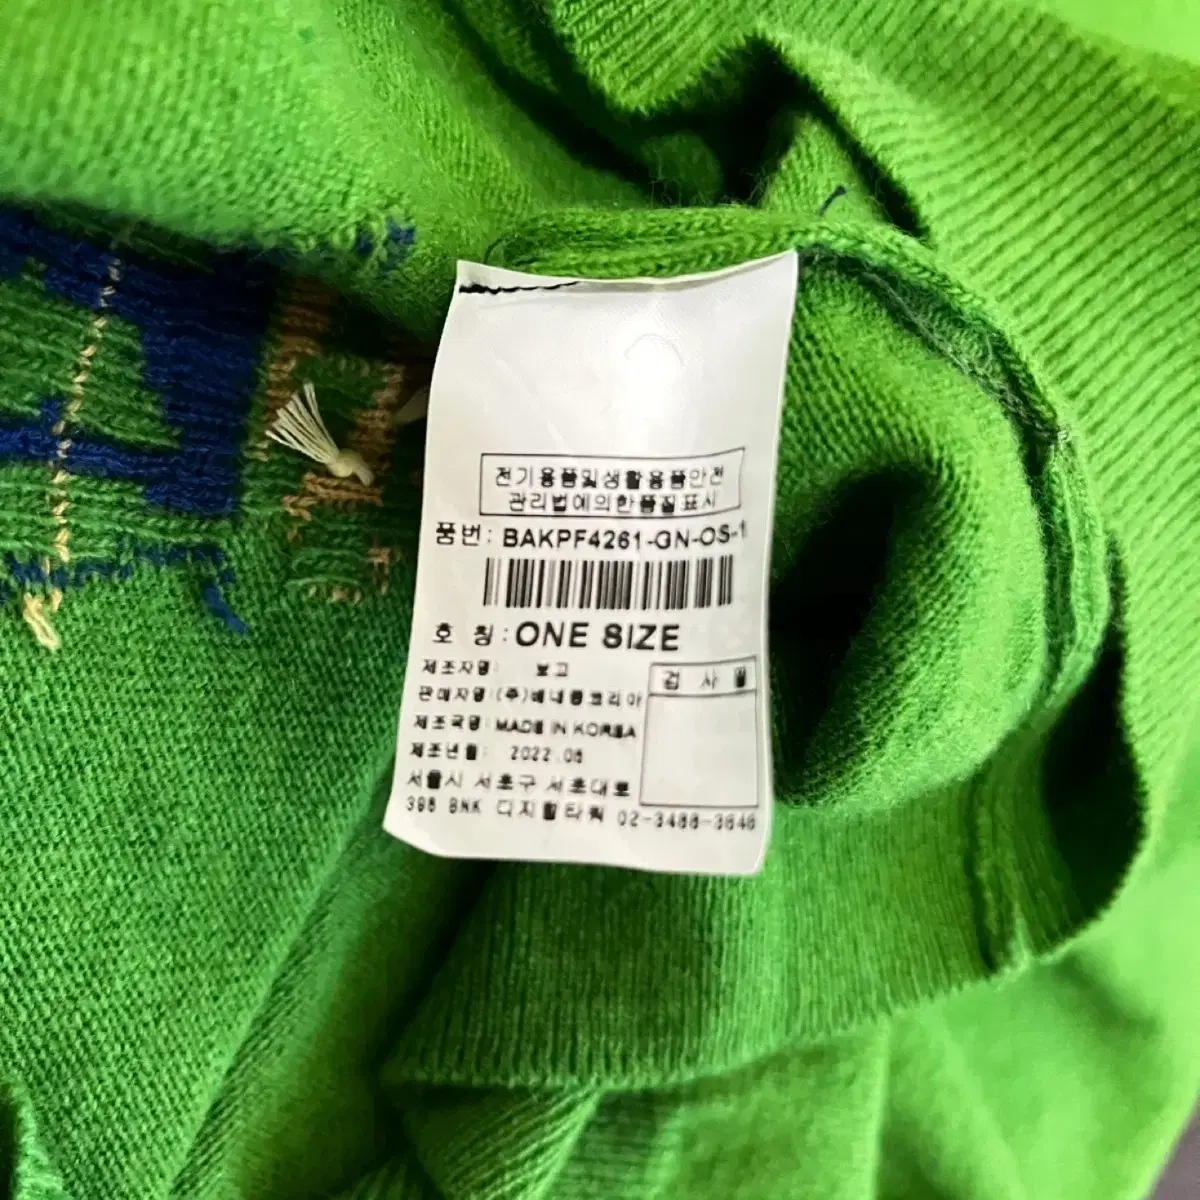 전기용품및생활용품안전
관리법에의한품질표시
품번: BAKPF4261-GN-OS-1
호 칭: ONE SIZE
제조자명: 보고
판매자명:(주)베네통코리아
제조국명: MADE IN KOREA
제조년월: 2022.08
서울시 서초구 서초대로
398 BNK 디지털타워 02-3488-3646
검 사 필